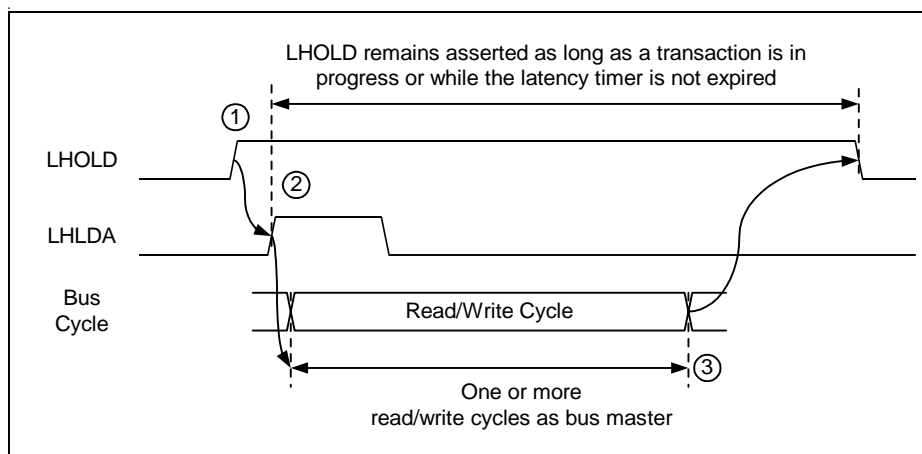 LHOLD remains asserted as long as a transaction is in
progress or while the latency timer is not expired
1
LHOLD
2
LHLDA
Bus
Cycle
Read/Write Cycle
3
One or more
read/write cycles as bus master